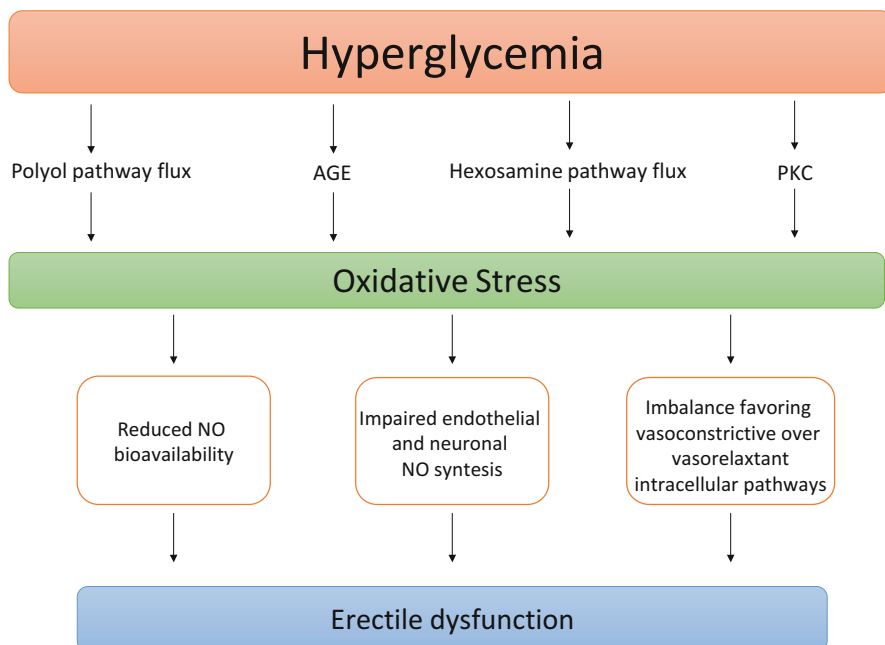 Hyperglycemia
Polyol pathway flux
AGE
Hexosamine pathway flux
PKC
Oxidative Stress
Reduced NO
bioavailability
Impaired endothelial
and neuronal
NO syntesis
Imbalance favoring
vasoconstrictive over
vasorelaxtant
intracellular pathways
Erectile dysfunction